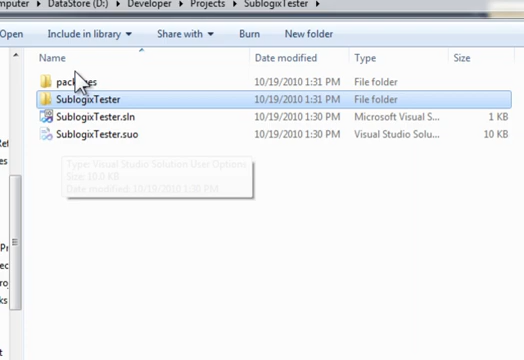 mputer ▸ DataStore (D:) ▸ Developer ▸ Projects ▸ SublogixTester ▸
Open Include in library ▾ Share with ▾ Burn New folder
Name Date modified Type Size
10/19/2010 1:31 PM File folder
SublogixTester 10/19/2010 1:31 PM File folder
SublogixTester.sln 10/19/2010 1:30 PM Microsoft Visual S... 1 KB
SublogixTester.suo 10/19/2010 1:30 PM Visual Studio Solu... 10 KB
Type: Visual Studio Solution User Options
Size: 10.0 KB
Date modified: 10/19/2010 1:30 PM